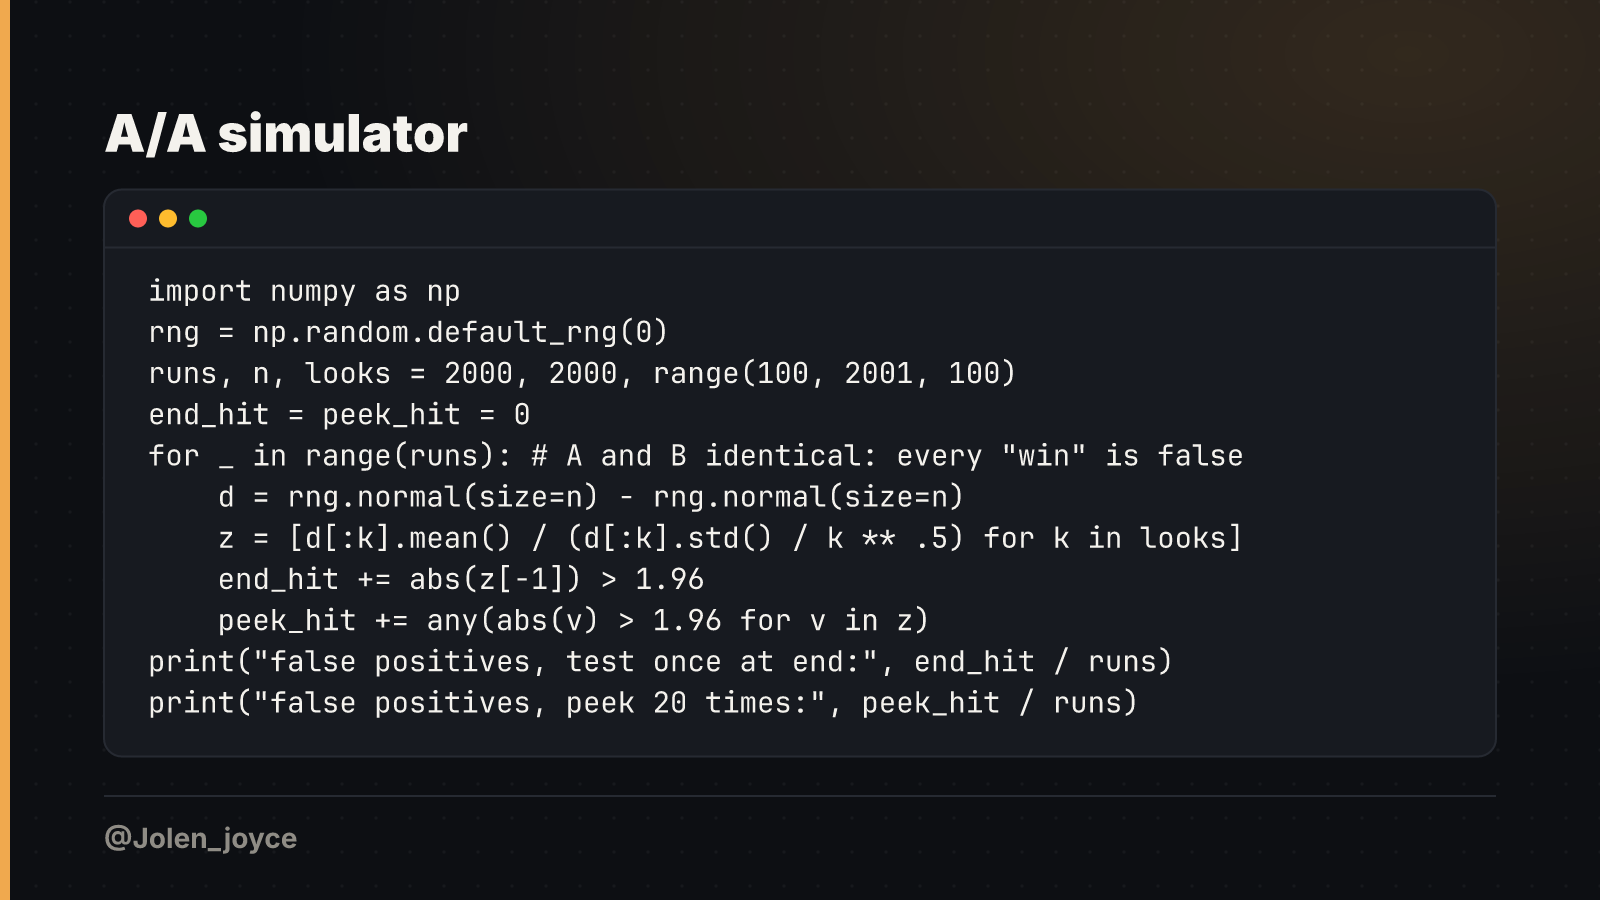 A/A simulator
import numpy as np
rng = np.random.default_rng(0)
runs, n, looks = 2000, 2000, range(100, 2001, 100)
end_hit = peek_hit = 0
for _ in range(runs): # A and B identical: every "win" is false
    d = rng.normal(size=n) - rng.normal(size=n)
    z = [d[:k].mean() / (d[:k].std() / k ** .5) for k in looks]
    end_hit += abs(z[-1]) > 1.96
    peek_hit += any(abs(v) > 1.96 for v in z)
print("false positives, test once at end:", end_hit / runs)
print("false positives, peek 20 times:", peek_hit / runs)
@Jolen_joyce